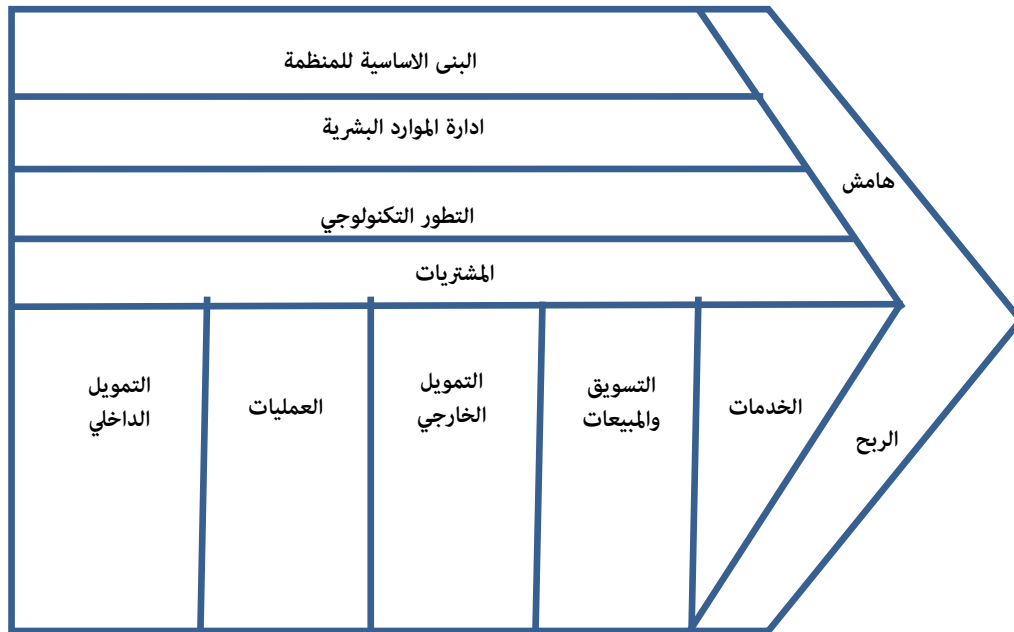 البنى الاساسية للمنظمة
ادارة الموارد البشرية
هامش
التطور التكنولوجي
المشتريات
التمويل
الداخلي
العمليات
التمويل
الخارجي
التسويق
والمبيعات
الخدمات
الربح